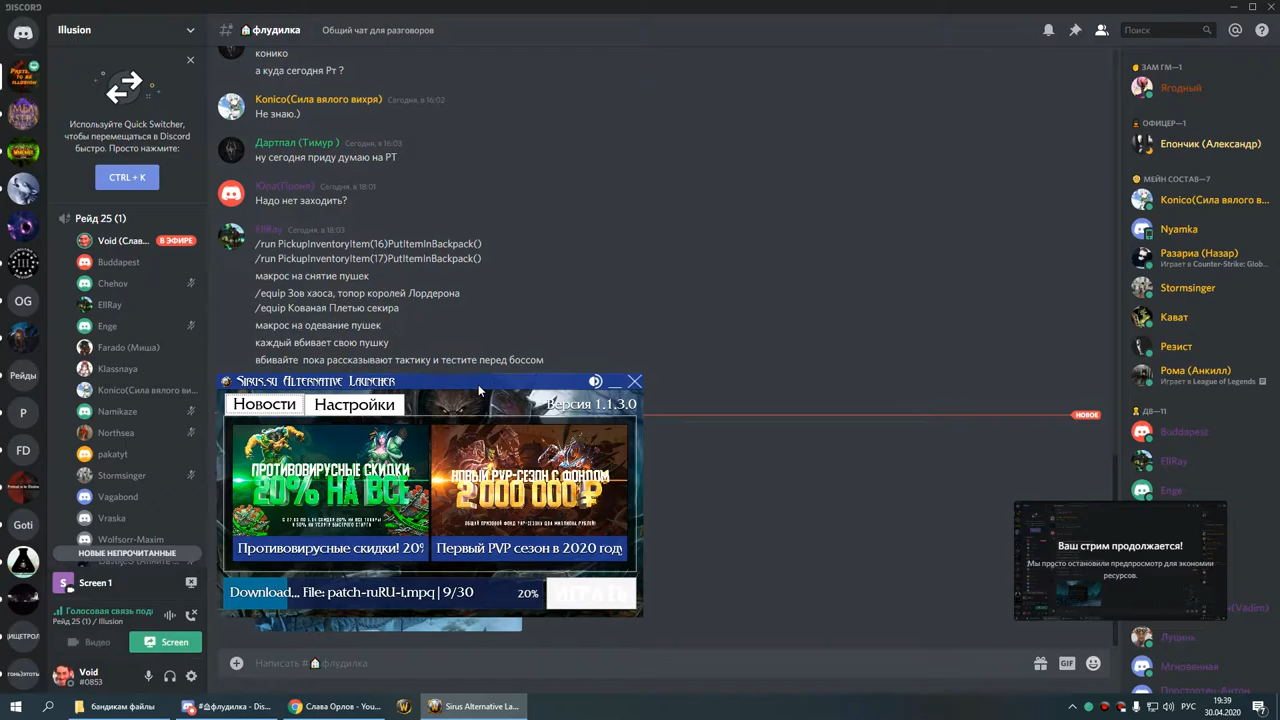 DISCORD
Illusion
флудилка
Общий чат для разговоров
Поиск
Используйте Quick Switcher,
чтобы перемещаться в Discord
быстро. Просто нажмите:
CTRL + K
Рейд 25 (1)
Void (Слав...
В ЭФИРЕ
Buddapest
Chehov
EllRay
Enge
Farado (Миша)
Klassnaya
Konico(Сила вялого вихря...
Namikaze
Northsea
pakatyt
Stormsinger
Vagabond
Vraska
Wolfsorr-Maxim
НОВЫЕ НЕПРОЧИТАННЫЕ
Screen 1
Голосовая связь подк
Рейд 25 (1) / Illusion
Видео
Screen
Void
#0853
OG
Рейды
P
FD
Goti
конико
а куда сегодня Рт ?
Konico(Сила вялого вихря) Сегодня, в 16:02
Не знаю.)
Дартпал (Тимур ) Сегодня, в 16:03
ну сегодня приду думаю на РТ
Юра(Проня) Сегодня, в 18:01
Надо нет заходить?
EllRay Сегодня, в 18:03
/run PickupInventoryItem(16)PutItemInBackpack()
/run PickupInventoryItem(17)PutItemInBackpack()
макрос на снятие пушек
/equip Зов хаоса, топор королей Лордерона
/equip Кованая Плетью секира
макрос на одевание пушек
каждый вбивает свою пушку
вбивайте пока рассказывают тактику и тестите перед боссом
НОВОЕ
Sirus.su Alternative Launcher
Новости
Настройки
Версия 1.1.3.0
ПРОТИВОВИРУСНЫЕ СКИДКИ
20% НА ВСЕ
НОВЫЙ PVP-СЕЗОН С ФОНДОМ
2 000 000 ₽
Противовирусные скидки! 20%
Первый PVP сезон в 2020 году
Download... File: patch-ruRU-i.mpq | 9/30
20%
ИГРАТЬ
Написать #флудилка
GIF
ЗАМ ГМ—1
Ягодный
ОФИЦЕР—1
Епончик (Александр)
МЕЙН СОСТАВ—7
Konico(Сила вялого в...
Nyamka
Разариа (Назар)
Играет в Counter-Strike: Glob...
Stormsinger
Кават
Резист
Рома (Анкилл)
Играет в League of Legends
ДВ—11
Buddapest
EllRay
Enge
Ваш стрим продолжается!
Мы просто остановили предпросмотр для экономии
ресурсов.
(Vadim)
Луцинь
Мгновенная
Простортер Антон
бандикам файлы
#флудилка - Dis...
Слава Орлов - You...
Sirus Alternative La...
РУС
19:39
30.04.2020